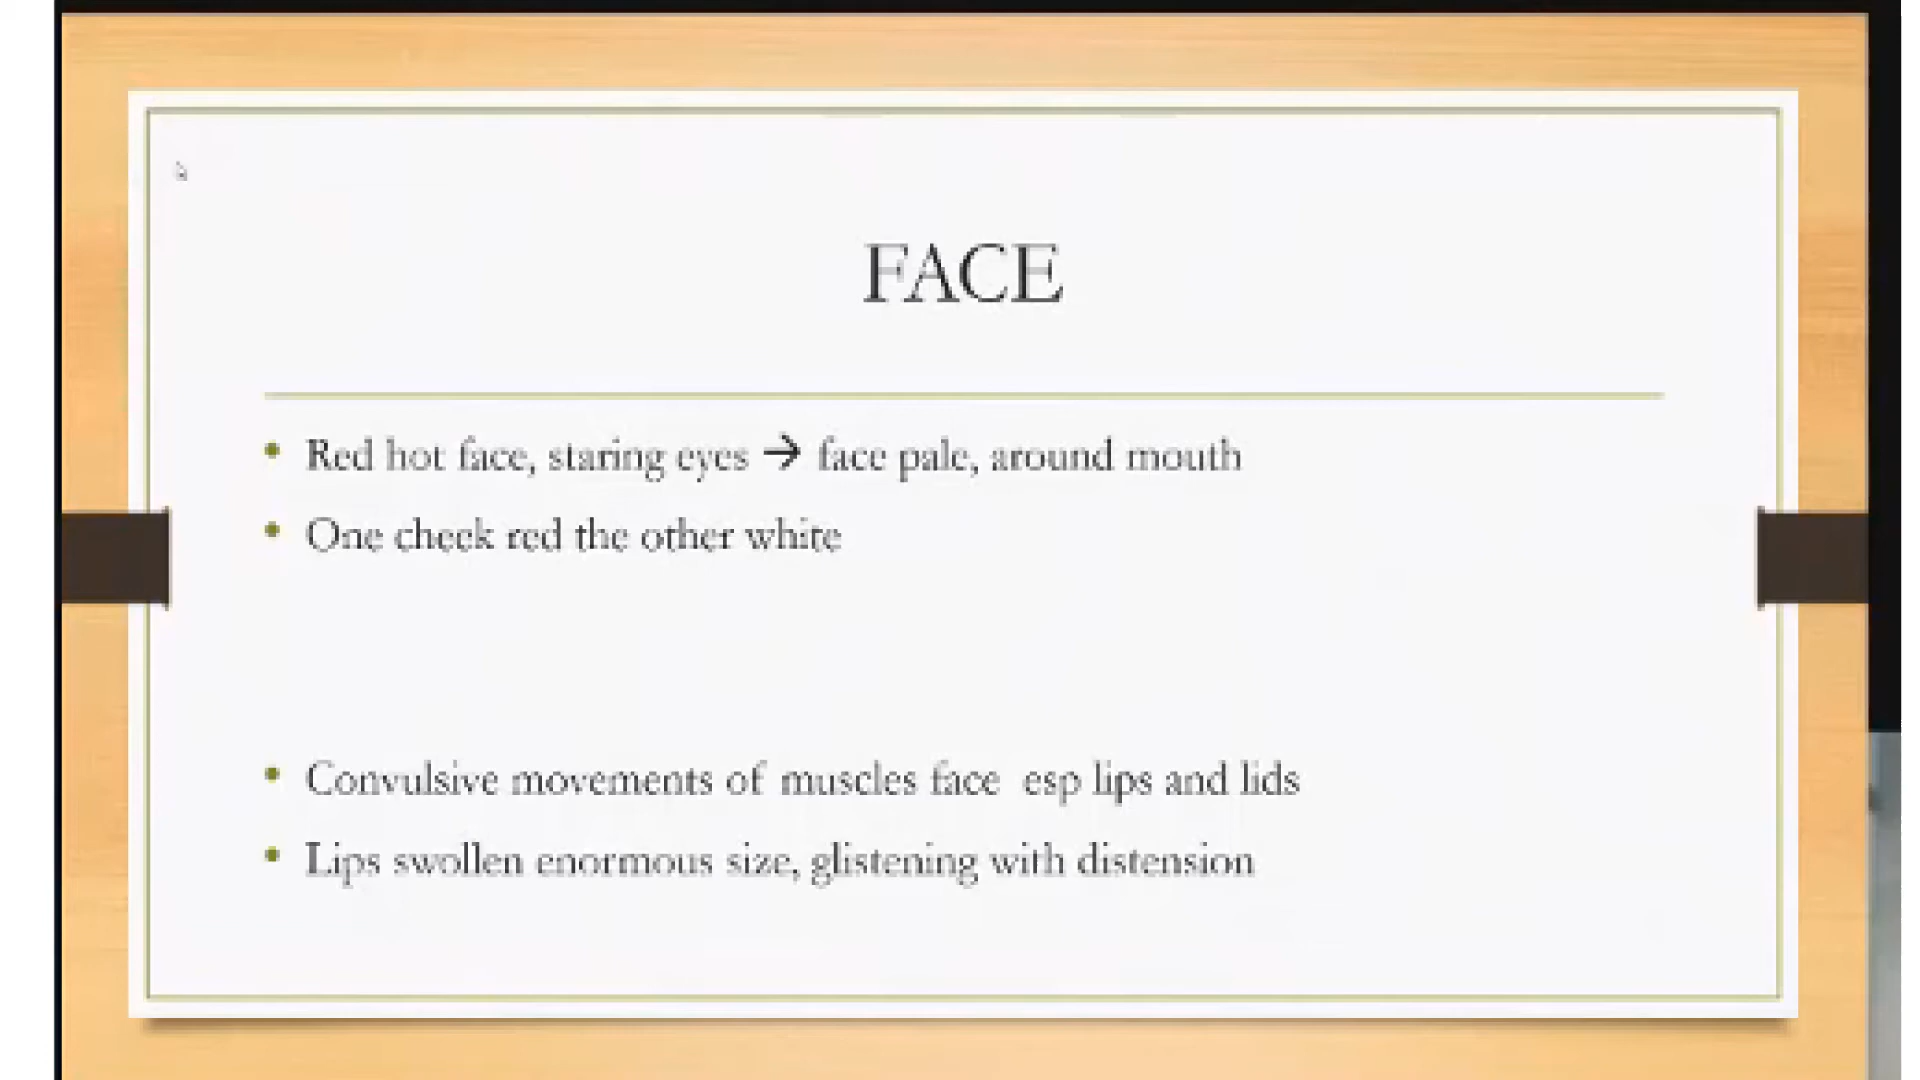 FACE
• Red hot face, staring eyes → face pale, around mouth
• One cheek red the other white
• Convulsive movements of muscles face esp lips and lids
• Lips swollen enormous size, glistening with distension